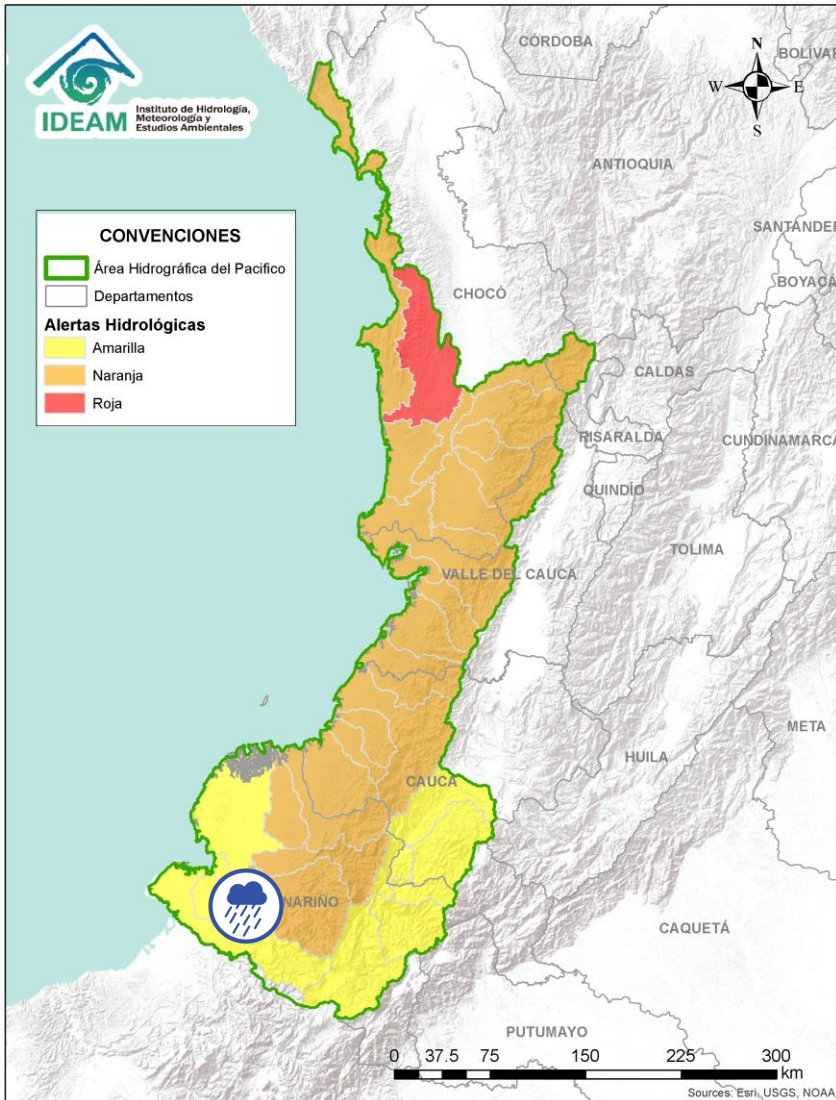 IDEAM
Instituto de Hidrología,
Meteorología y
Estudios Ambientales
CÓRDOBA
BOLÍVAR
N
W
E
S
ANTIOQUIA
SANTANDER
BOYACÁ
CONVENCIONES
Área Hidrográfica del Pacifico
Departamentos
Alertas Hidrológicas
Amarilla
Naranja
Roja
CHOCÓ
CALDAS
RISARALDA
CUNDINAMARCA
QUINDÍO
TOLIMA
VALLE DEL CAUCA
META
HUILA
CAUCA
NARIÑO
CAQUETÁ
PUTUMAYO
0 37.5 75 150 225 300
km
Sources: Esri, USGS, NOAA